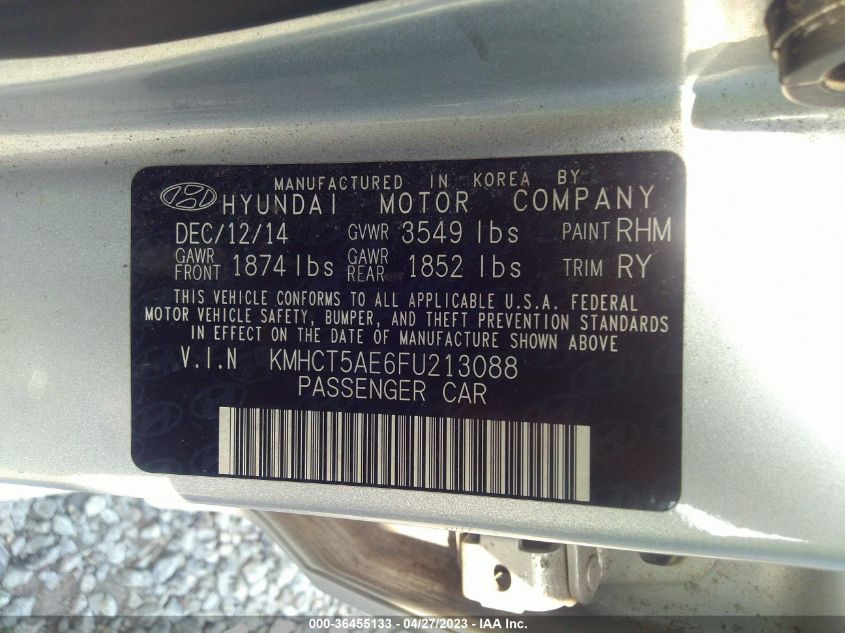 MANUFACTURED IN KOREA BY
HYUNDAI MOTOR COMPANY
DEC/12/14 GVWR 3549 lbs PAINT RHM
GAWR FRONT 1874 lbs GAWR REAR 1852 lbs TRIM RY
THIS VEHICLE CONFORMS TO ALL APPLICABLE U.S.A. FEDERAL
MOTOR VEHICLE SAFETY, BUMPER, AND THEFT PREVENTION STANDARDS
IN EFFECT ON THE DATE OF MANUFACTURE SHOWN ABOVE.
V.I.N KMHCT5AE6FU213088
PASSENGER CAR
000-36455133 - 04/27/2023 - IAA Inc.